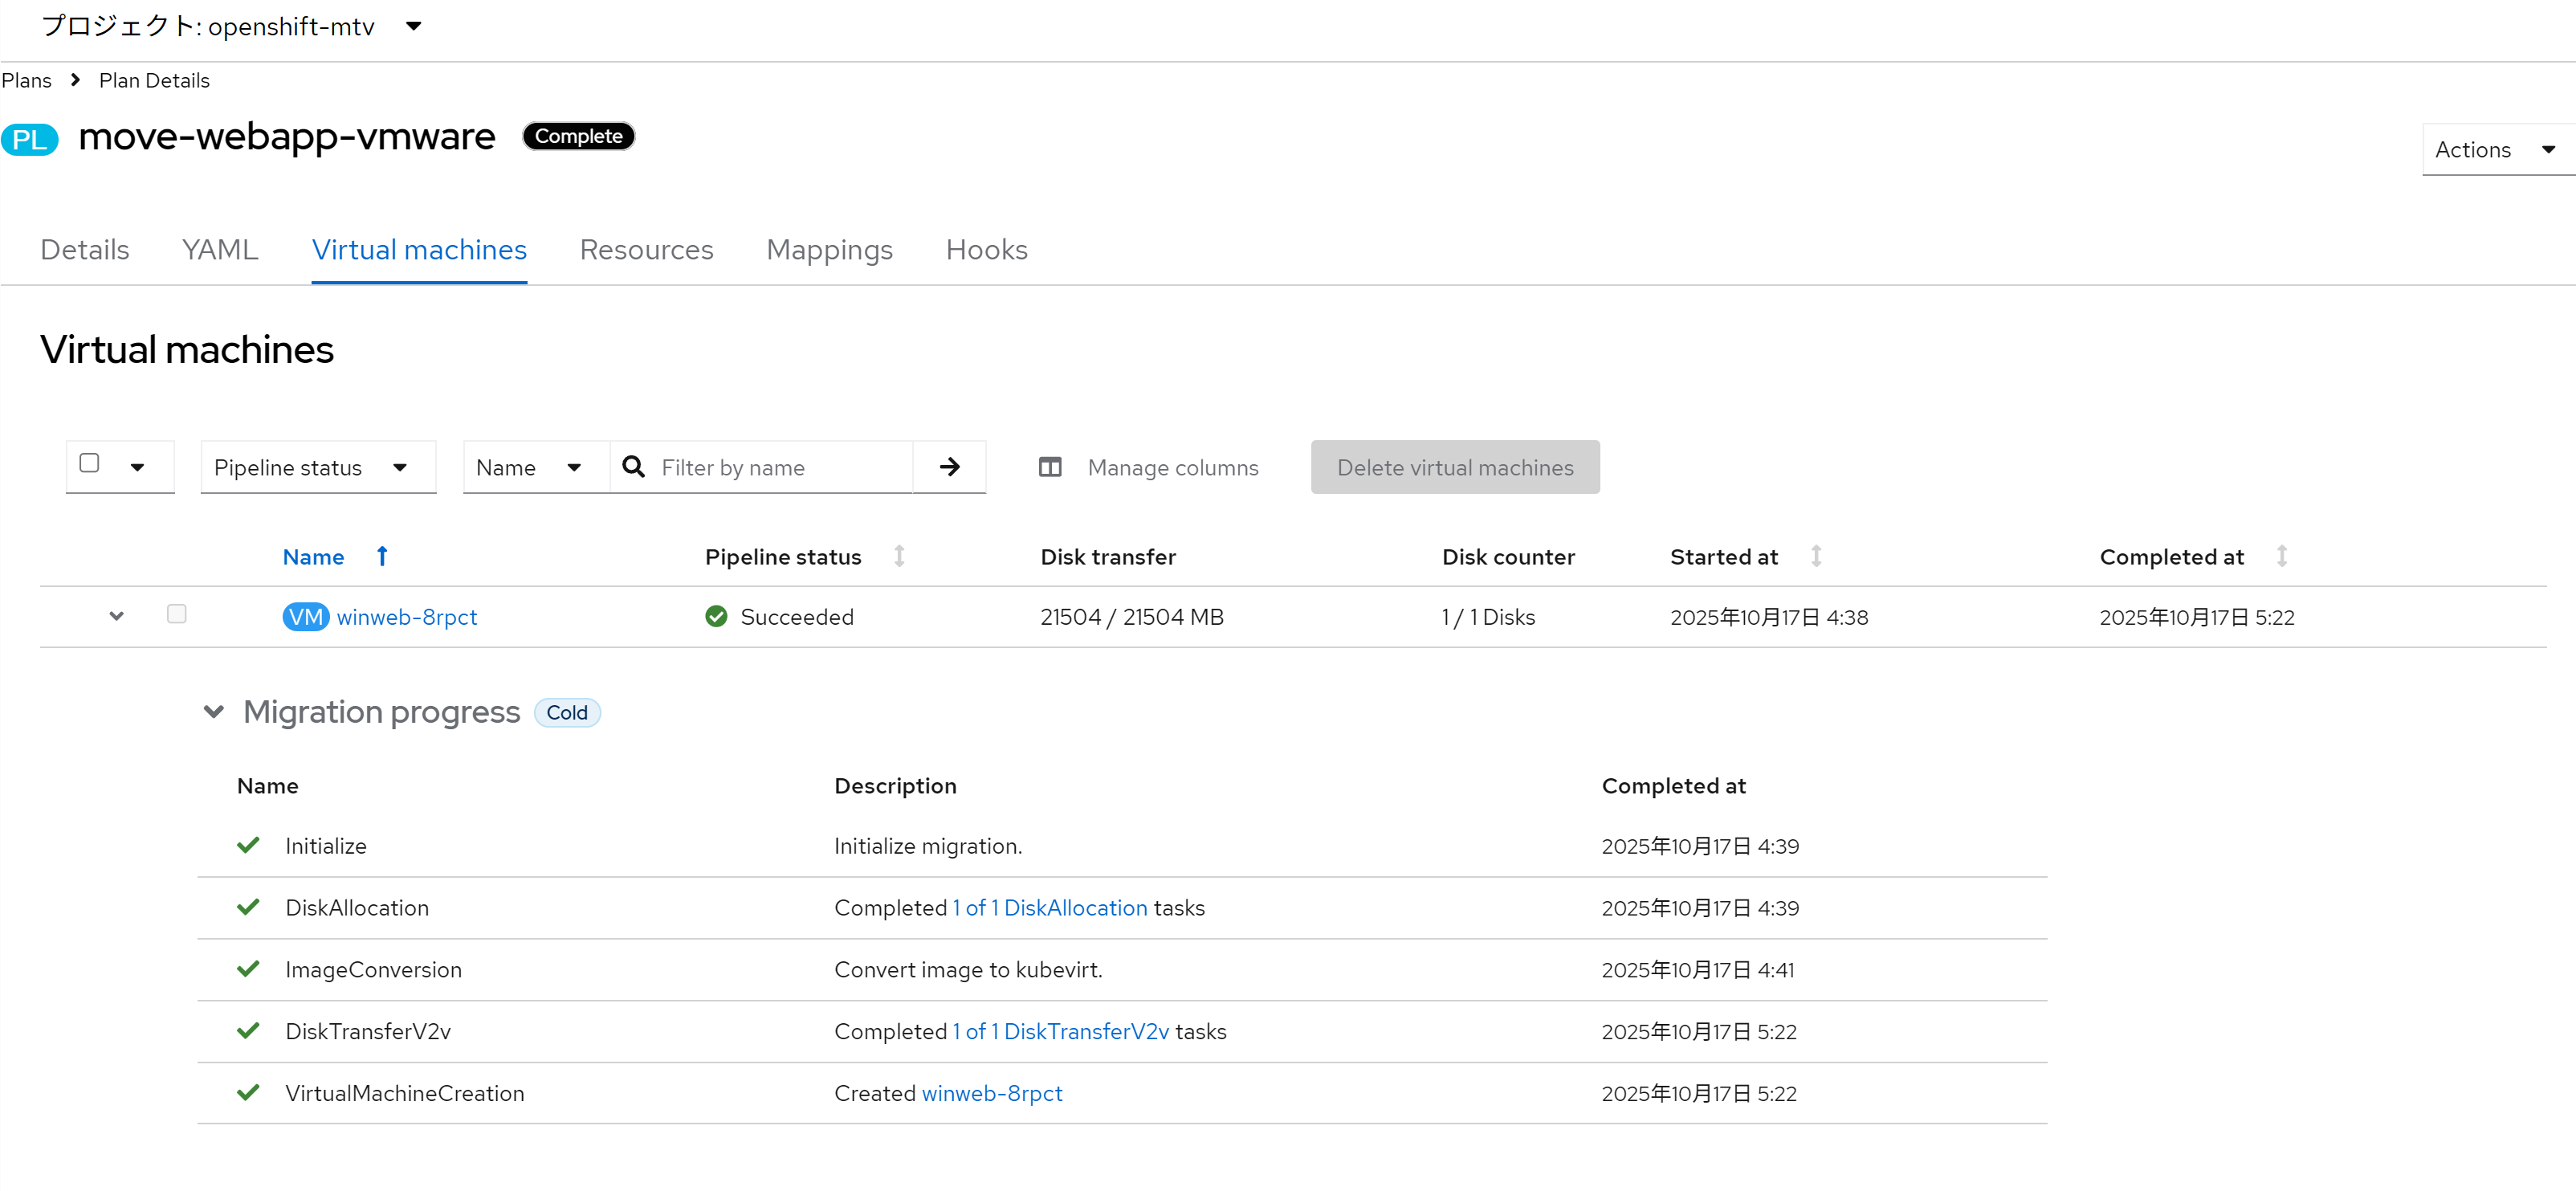 プロジェクト: openshift-mtv
Plans > Plan Details
PL move-webapp-vmware Complete
Actions
Details YAML Virtual machines Resources Mappings Hooks
Virtual machines
Pipeline status Name Filter by name Manage columns Delete virtual machines
Name Pipeline status Disk transfer Disk counter Started at Completed at
VM winweb-8rpct Succeeded 21504 / 21504 MB 1 / 1 Disks 2025年10月17日 4:38 2025年10月17日 5:22
Migration progress Cold
Name Description Completed at
Initialize Initialize migration. 2025年10月17日 4:39
DiskAllocation Completed 1 of 1 DiskAllocation tasks 2025年10月17日 4:39
ImageConversion Convert image to kubevirt. 2025年10月17日 4:41
DiskTransferV2v Completed 1 of 1 DiskTransferV2v tasks 2025年10月17日 5:22
VirtualMachineCreation Created winweb-8rpct 2025年10月17日 5:22